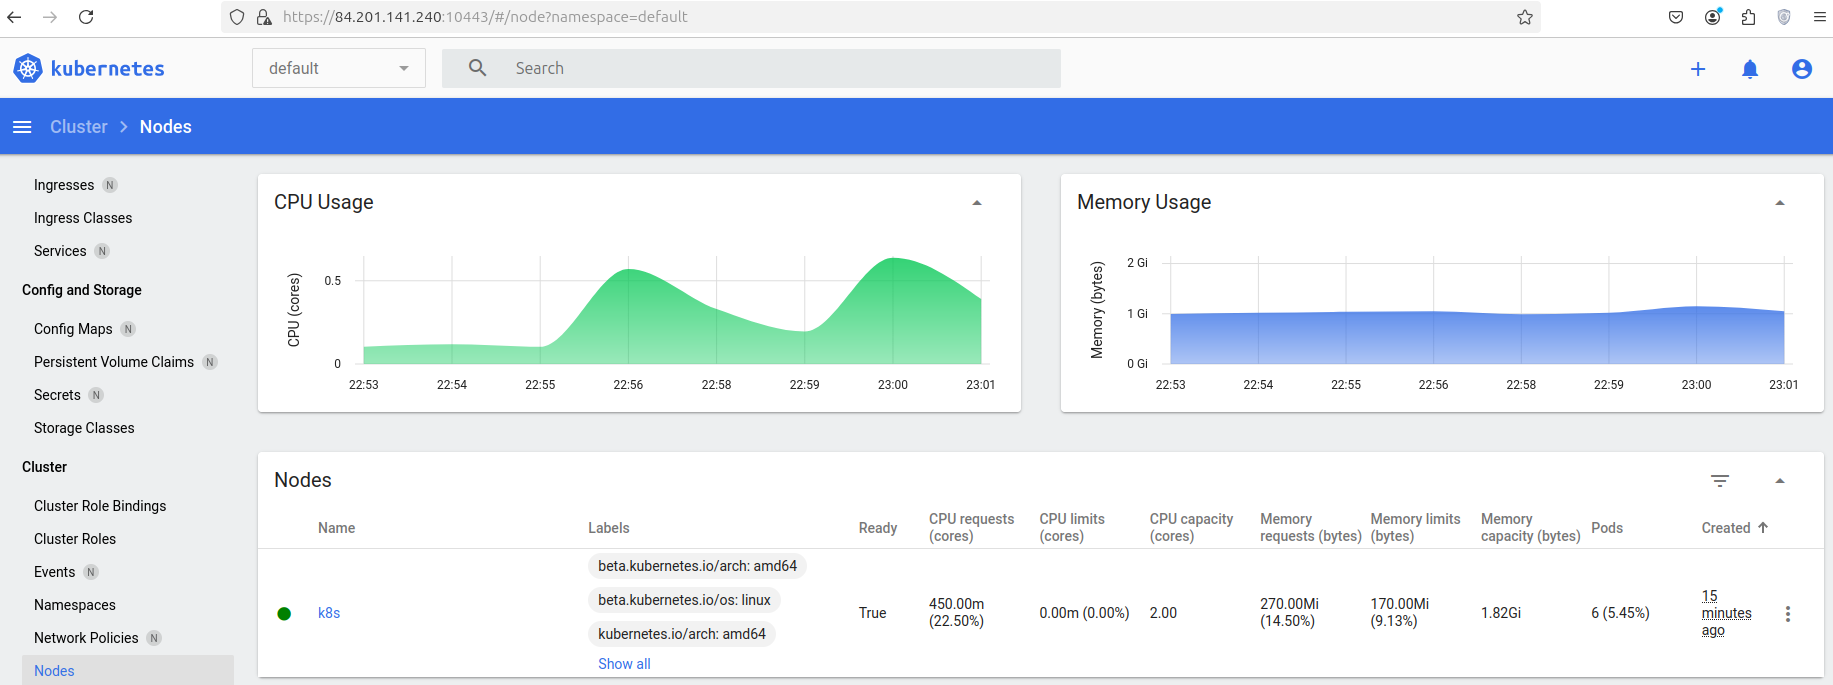 https://84.201.141.240:10443/#/node?namespace=default
kubernetes
default
Search
Cluster
Nodes
Ingresses N
Ingress Classes
Services N
Config and Storage
Config Maps N
Persistent Volume Claims N
Secrets N
Storage Classes
Cluster
Cluster Role Bindings
Cluster Roles
Events N
Namespaces
Network Policies N
Nodes
CPU Usage
CPU (cores)
0.5
0
22:53 22:54 22:55 22:56 22:58 22:59 23:00 23:01
Memory Usage
Memory (bytes)
2 Gi
1 Gi
0 Gi
22:53 22:54 22:55 22:56 22:58 22:59 23:00 23:01
Nodes
Name
Labels
Ready
CPU requests
(cores)
CPU limits
(cores)
CPU capacity
(cores)
Memory
requests (bytes)
Memory limits
(bytes)
Memory
capacity (bytes)
Pods
Created
k8s
beta.kubernetes.io/arch: amd64
beta.kubernetes.io/os: linux
kubernetes.io/arch: amd64
Show all
True
450.00m
(22.50%)
0.00m (0.00%)
2.00
270.00Mi
(14.50%)
170.00Mi
(9.13%)
1.82Gi
6 (5.45%)
15
minutes
ago